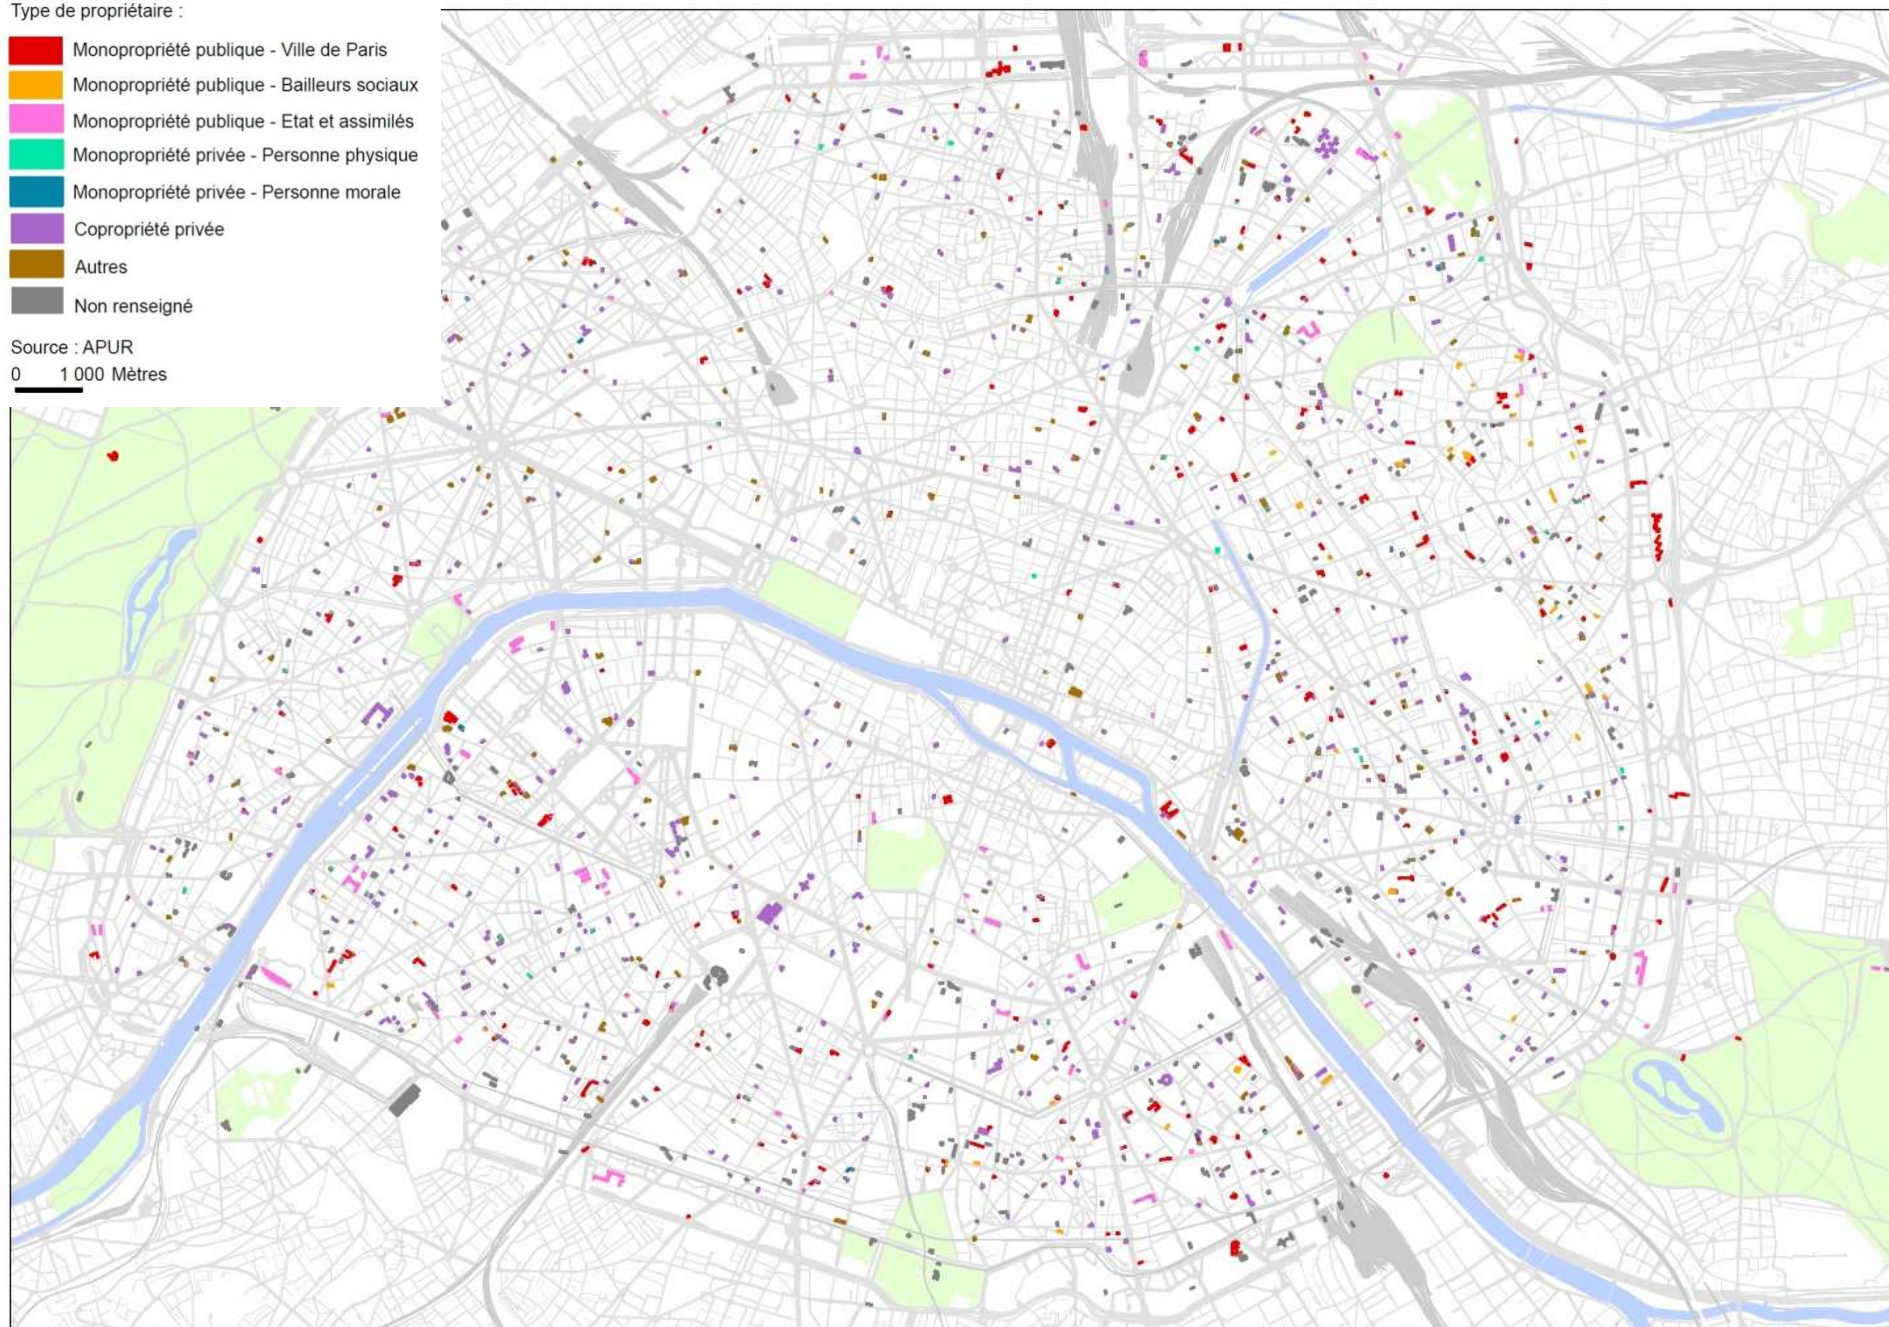 Type de propriétaire :
Monopropriété publique - Ville de Paris
Monopropriété publique - Bailleurs sociaux
Monopropriété publique - Etat et assimilés
Monopropriété privée - Personne physique
Monopropriété privée - Personne morale
Copropriété privée
Autres
Non renseigné
Source : APUR
0 1 000 Mètres